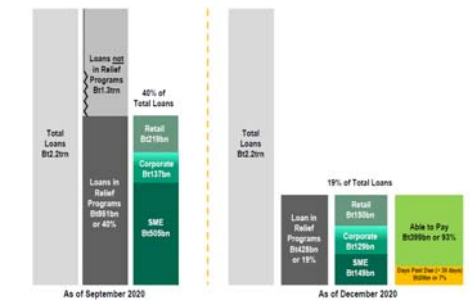 Loans not
in Relief
Programs
Bt1.3trn
40% of
Total Loans
Total
Loans
Bt2.2trn
Loans in
Relief
Programs
Bt861bn
or 40%
Retail
Bt219bn
Corporate
Bt137bn
SME
Bt505bn
As of September 2020
Total
Loans
Bt2.2trn
19% of Total Loans
Loan in
Relief
Programs
Bt428bn
or 19%
Retail
Bt150bn
Corporate
Bt129bn
SME
Bt149bn
Able to Pay
Bt399bn or 93%
Days Past Due (> 30 days)
or 7%
As of December 2020